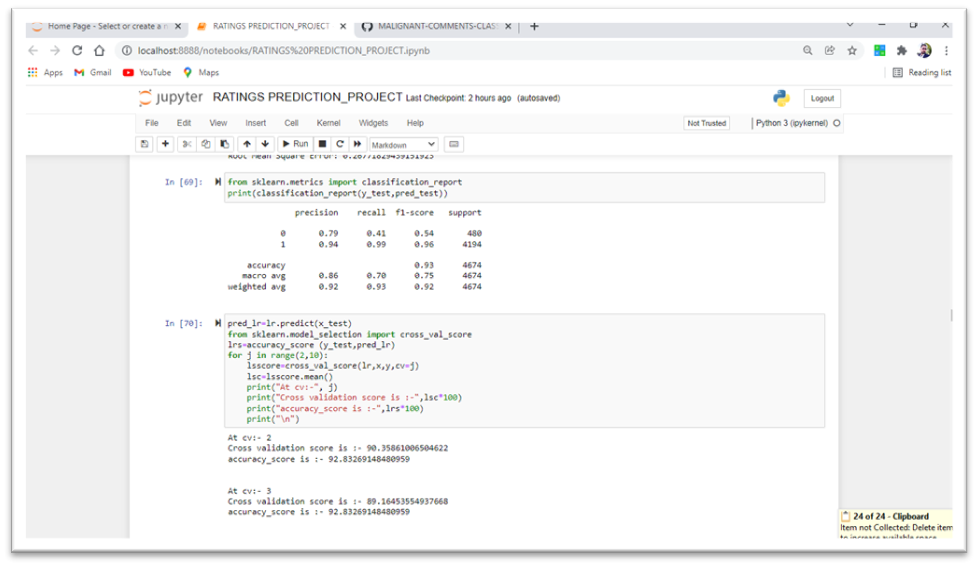 Home Page - Select or create a n
RATINGS PREDICTION_PROJECT
MALIGNANT-COMMENTS-CLAS
localhost:8888/notebooks/RATINGS%20PREDICTION_PROJECT.ipynb
Apps Gmail YouTube Maps Reading list
jupyter RATINGS PREDICTION_PROJECT Last Checkpoint: 2 hours ago (autosaved) Logout
File Edit View Insert Cell Kernel Widgets Help Not Trusted Python 3 (ipykernel)
Run Markdown
Root Mean Square Error:
In [69]: from sklearn.metrics import classification_report
print(classification_report(y_test,pred_test))
precision recall f1-score support
0 0.79 0.41 0.54 480
1 0.94 0.99 0.96 4194
accuracy 0.93 4674
macro avg 0.86 0.70 0.75 4674
weighted avg 0.92 0.93 0.92 4674
In [70]: pred_lr=lr.predict(x_test)
from sklearn.model_selection import cross_val_score
lrs=accuracy_score (y_test,pred_lr)
for j in range(2,10):
lsscore=cross_val_score(lr,x,y,cv=j)
lsc=lsscore.mean()
print("At cv:-", j)
print("Cross validation score is :-",lsc*100)
print("accuracy_score is :-",lrs*100)
print("\n")
At cv:- 2
Cross validation score is :- 90.35861006504622
accuracy_score is :- 92.83269148480959
At cv:- 3
Cross validation score is :- 89.16453554937668
accuracy_score is :- 92.83269148480959
24 of 24 - Clipboard
Item not Collected: Delete item
to increase available space